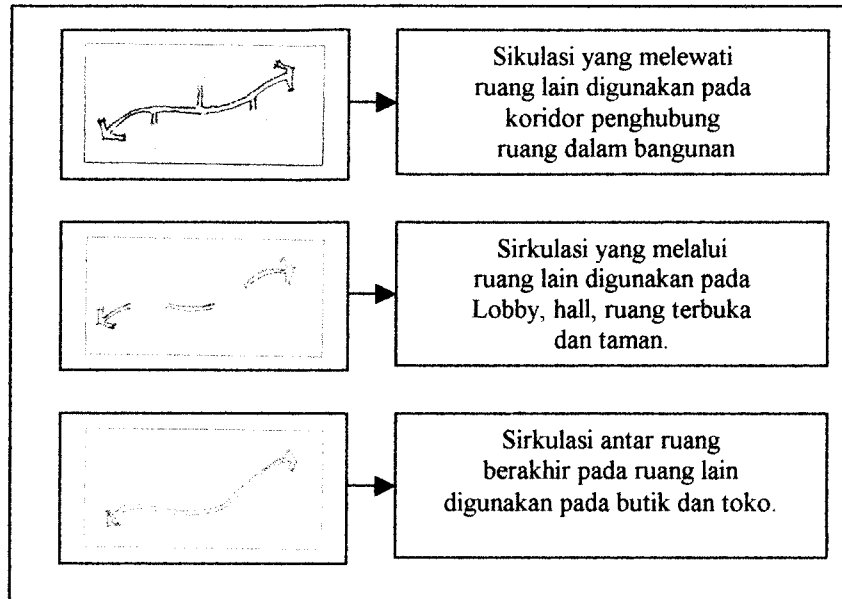 Sikulasi yang melewati
ruang lain digunakan pada
koridor penghubung
ruang dalam bangunan
Sirkulasi yang melalui
ruang lain digunakan pada
Lobby, hall, ruang terbuka
dan taman.
Sirkulasi antar ruang
berakhir pada ruang lain
digunakan pada butik dan toko.